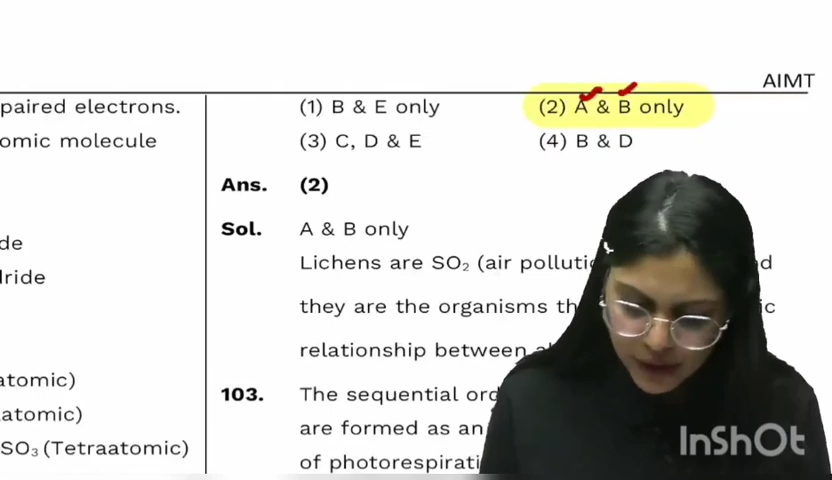 AIMT
paired electrons.
omic molecule
de
dride
atomic)
atomic)
SO₃ (Tetraatomic)
(1) B & E only
(2) A & B only
(3) C, D & E
(4) B & D
Ans. (2)
Sol. A & B only
Lichens are SO₂ (air polluti
they are the organisms th
relationship between
103. The sequential ord
are formed as an
of photorespirati
InShOt